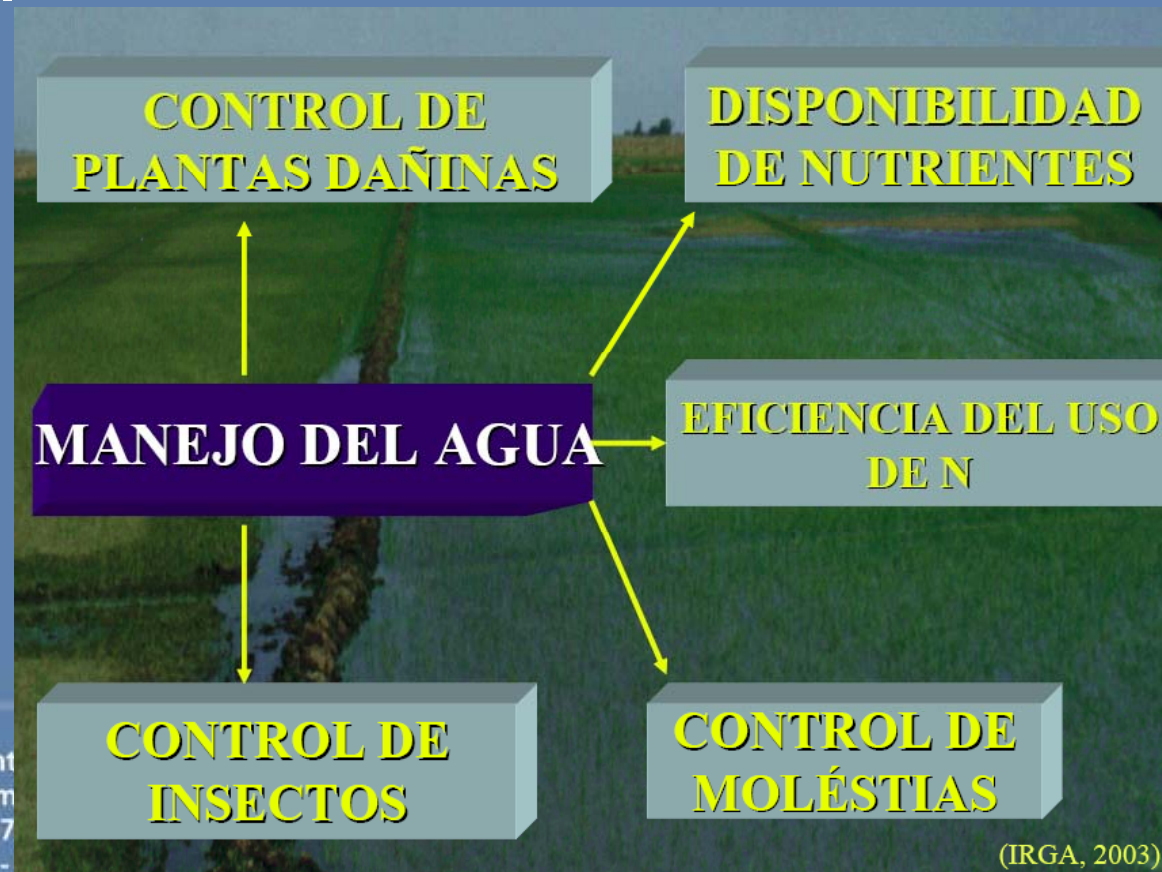 CONTROL DE
PLANTAS DAÑINAS
DISPONIBILIDAD
DE NUTRIENTES
MANEJO DEL AGUA
EFICIENCIA DEL USO
DE N
CONTROL DE
INSECTOS
CONTROL DE
MOLÉSTIAS
(IRGA, 2003)